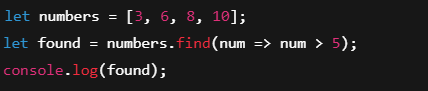 let numbers = [3, 6, 8, 10];
let found = numbers.find(num => num > 5);
console.log(found);